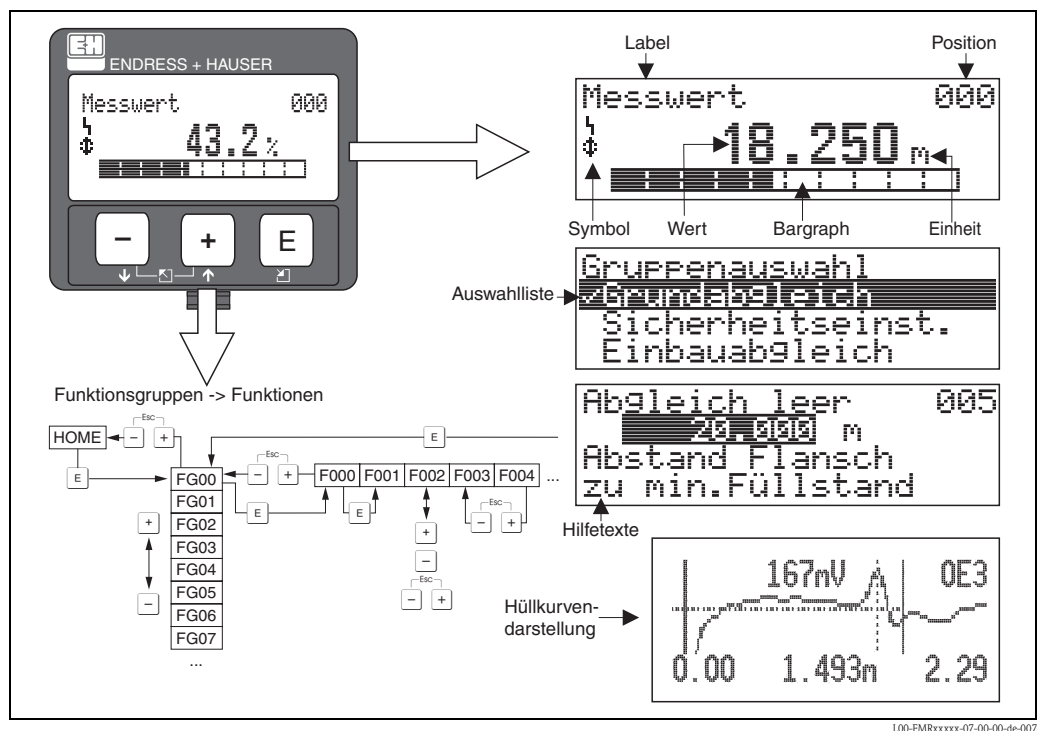 ENDRESS + HAUSER
Messwert 000
43.2 %
- + E
Label Position
Messwert 000
18.250 m
Symbol Wert Bargraph Einheit
Gruppenauswahl
Auswahlliste
Grundabgleich
Sicherheitseinst.
Einbauabgleich
Abgleich leer 005
20.000 m
Abstand Flansch
zu min.Füllstand
Hilfetexte
Hüllkurven-
darstellung
167mV 0E3
0.00 1.493m 2.29
Funktionsgruppen -> Funktionen
HOME
Esc
- +
E
E
FG00
FG01
FG02
FG03
FG04
FG05
FG06
FG07
...
+
-
Esc
- +
E
F000 F001 F002 F003 F004 ...
E
+
-
Esc
- +
Esc
- +
L00-FMRxxxxx-07-00-00-de-007